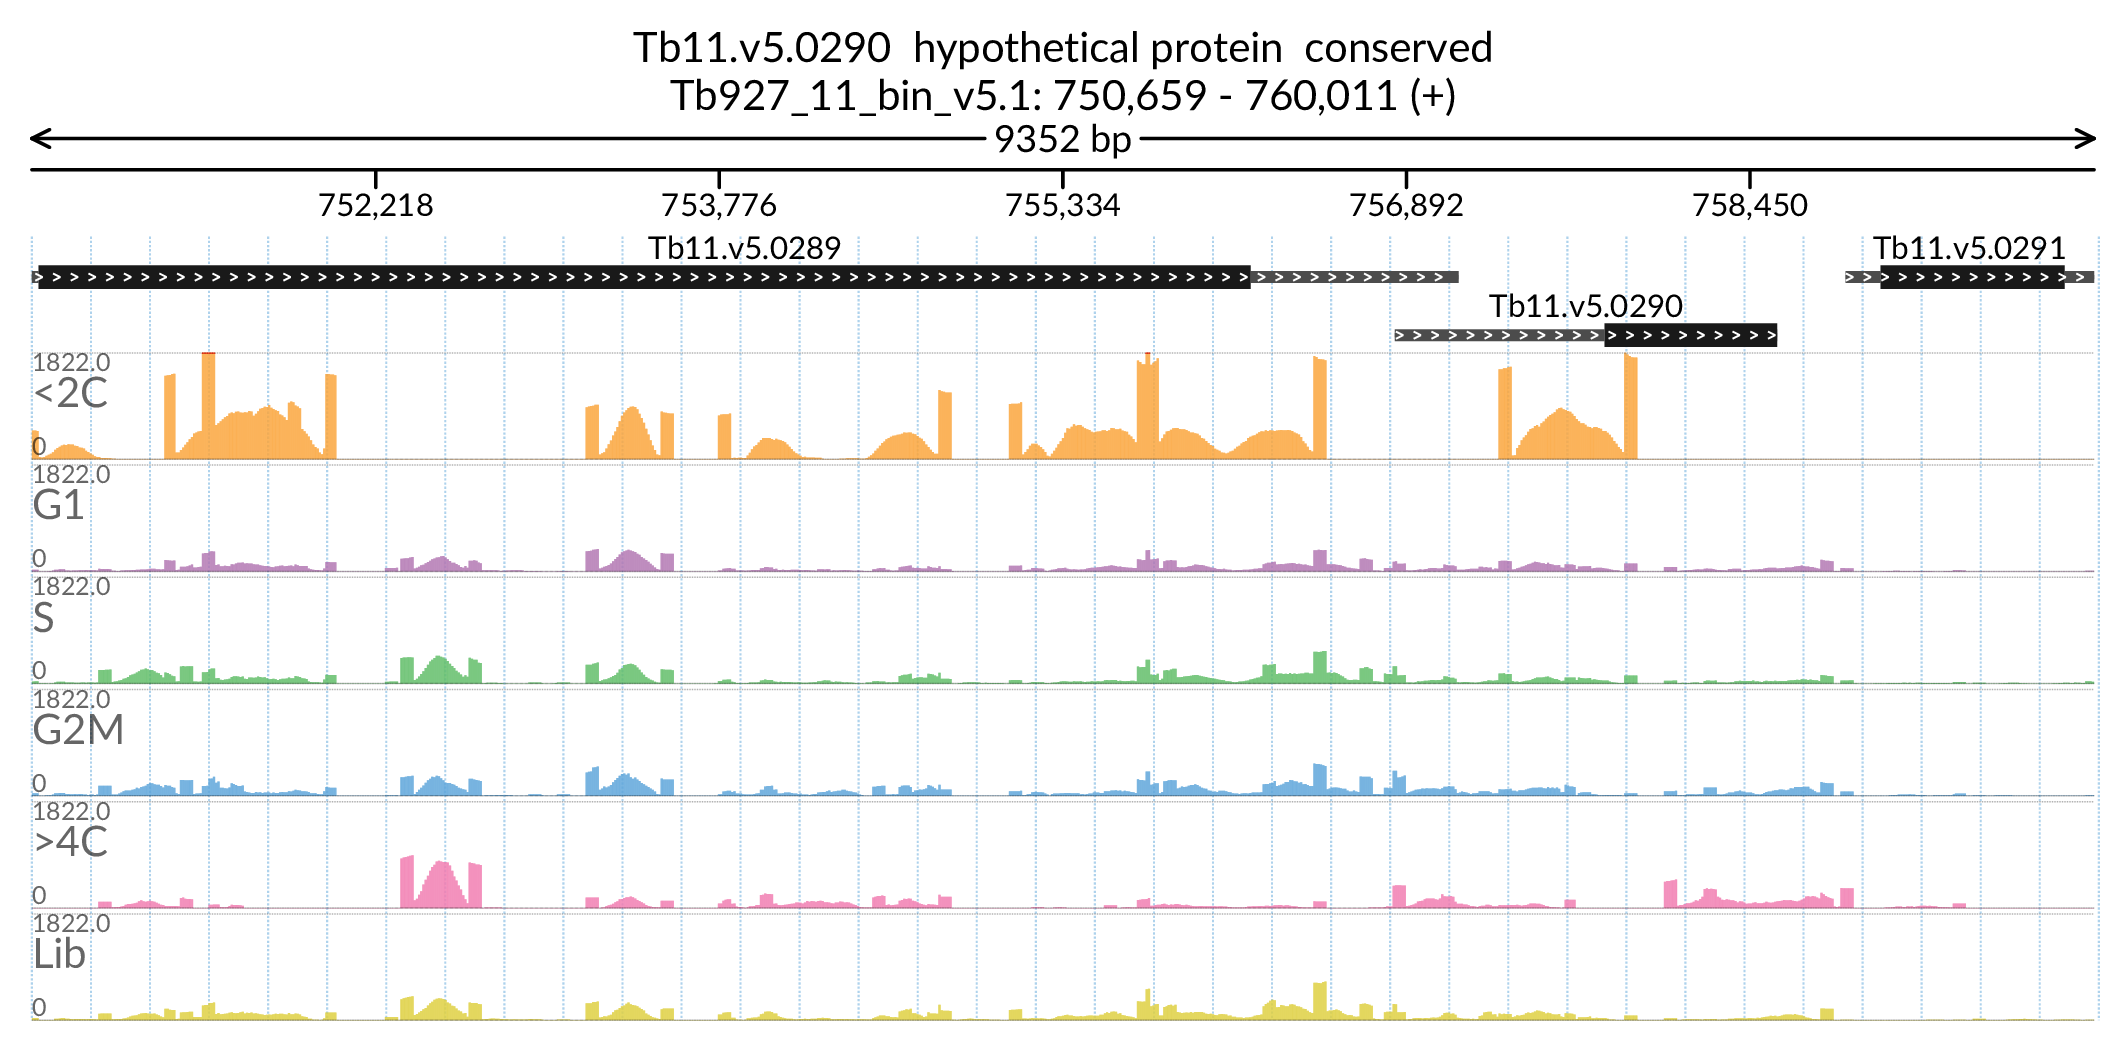 Tb11.v5.0290  hypothetical protein  conserved
Tb927_11_bin_v5.1: 750,659 - 760,011 (+)
9352 bp
752,218 753,776 755,334 756,892 758,450
Tb11.v5.0289 Tb11.v5.0291
Tb11.v5.0290
1822.0
<2C
0
1822.0
G1
0
1822.0
S
0
1822.0
G2M
0
1822.0
>4C
0
1822.0
Lib
0